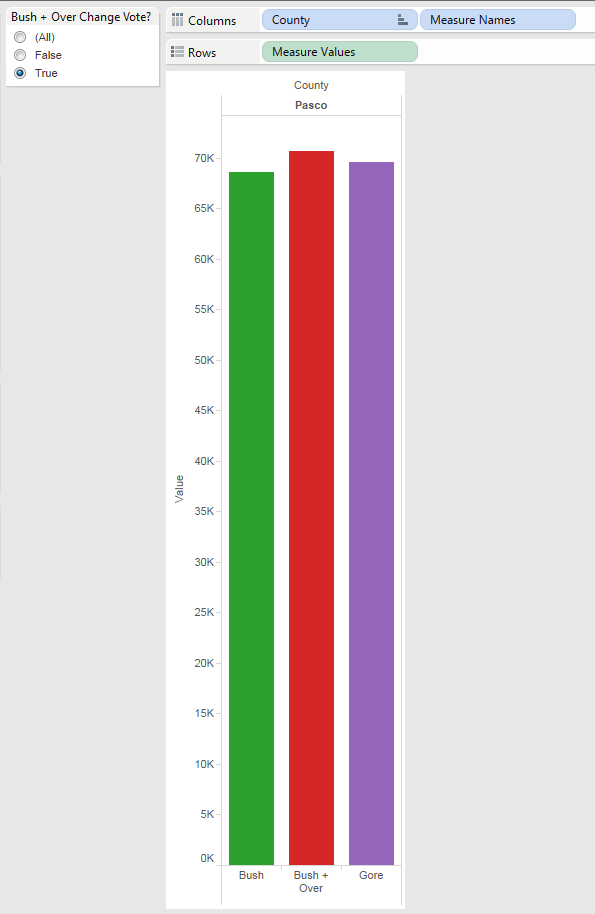 Bush + Over Change Vote?
(All)
False
True
Columns
County
Measure Names
Rows
Measure Values
County
Pasco
70K
65K
60K
55K
50K
45K
40K
35K
30K
25K
20K
15K
10K
5K
0K
Value
Bush
Bush +
Over
Gore